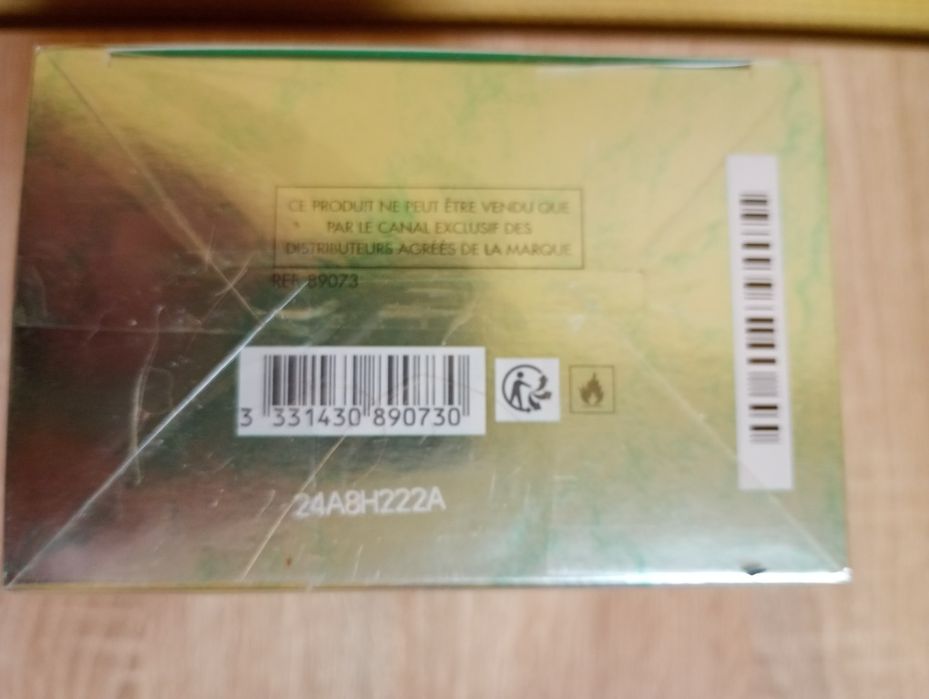 CE PRODUIT NE PEUT ÊTRE VENDU QUE
PAR LE CANAL EXCLUSIF DES
DISTRIBUTEURS AGRÉÉS DE LA MARQUE
REF. 89073
3 331430 890730
24A8H222A